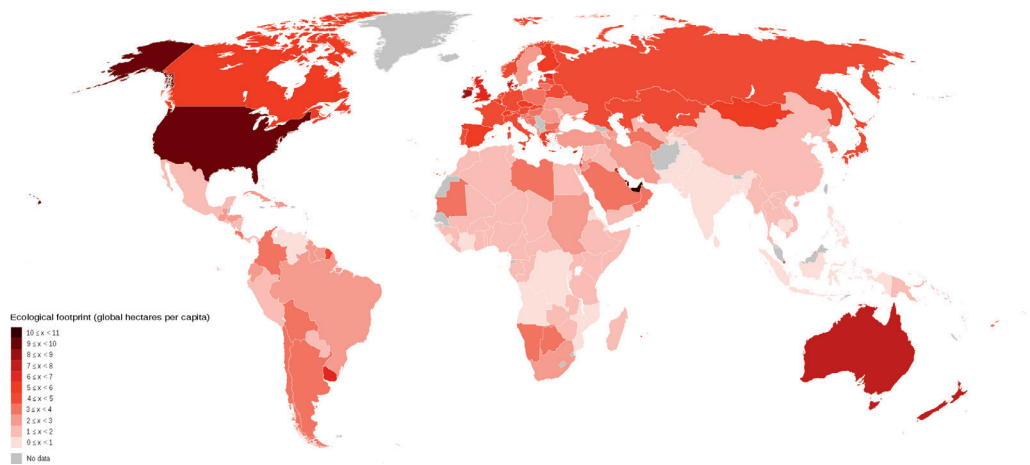 Ecological footprint (global hectares per capita)
10 ≤ x < 11
9 ≤ x < 10
8 ≤ x < 9
7 ≤ x < 8
6 ≤ x < 7
5 ≤ x < 6
4 ≤ x < 5
3 ≤ x < 4
2 ≤ x < 3
1 ≤ x < 2
0 ≤ x < 1
No data